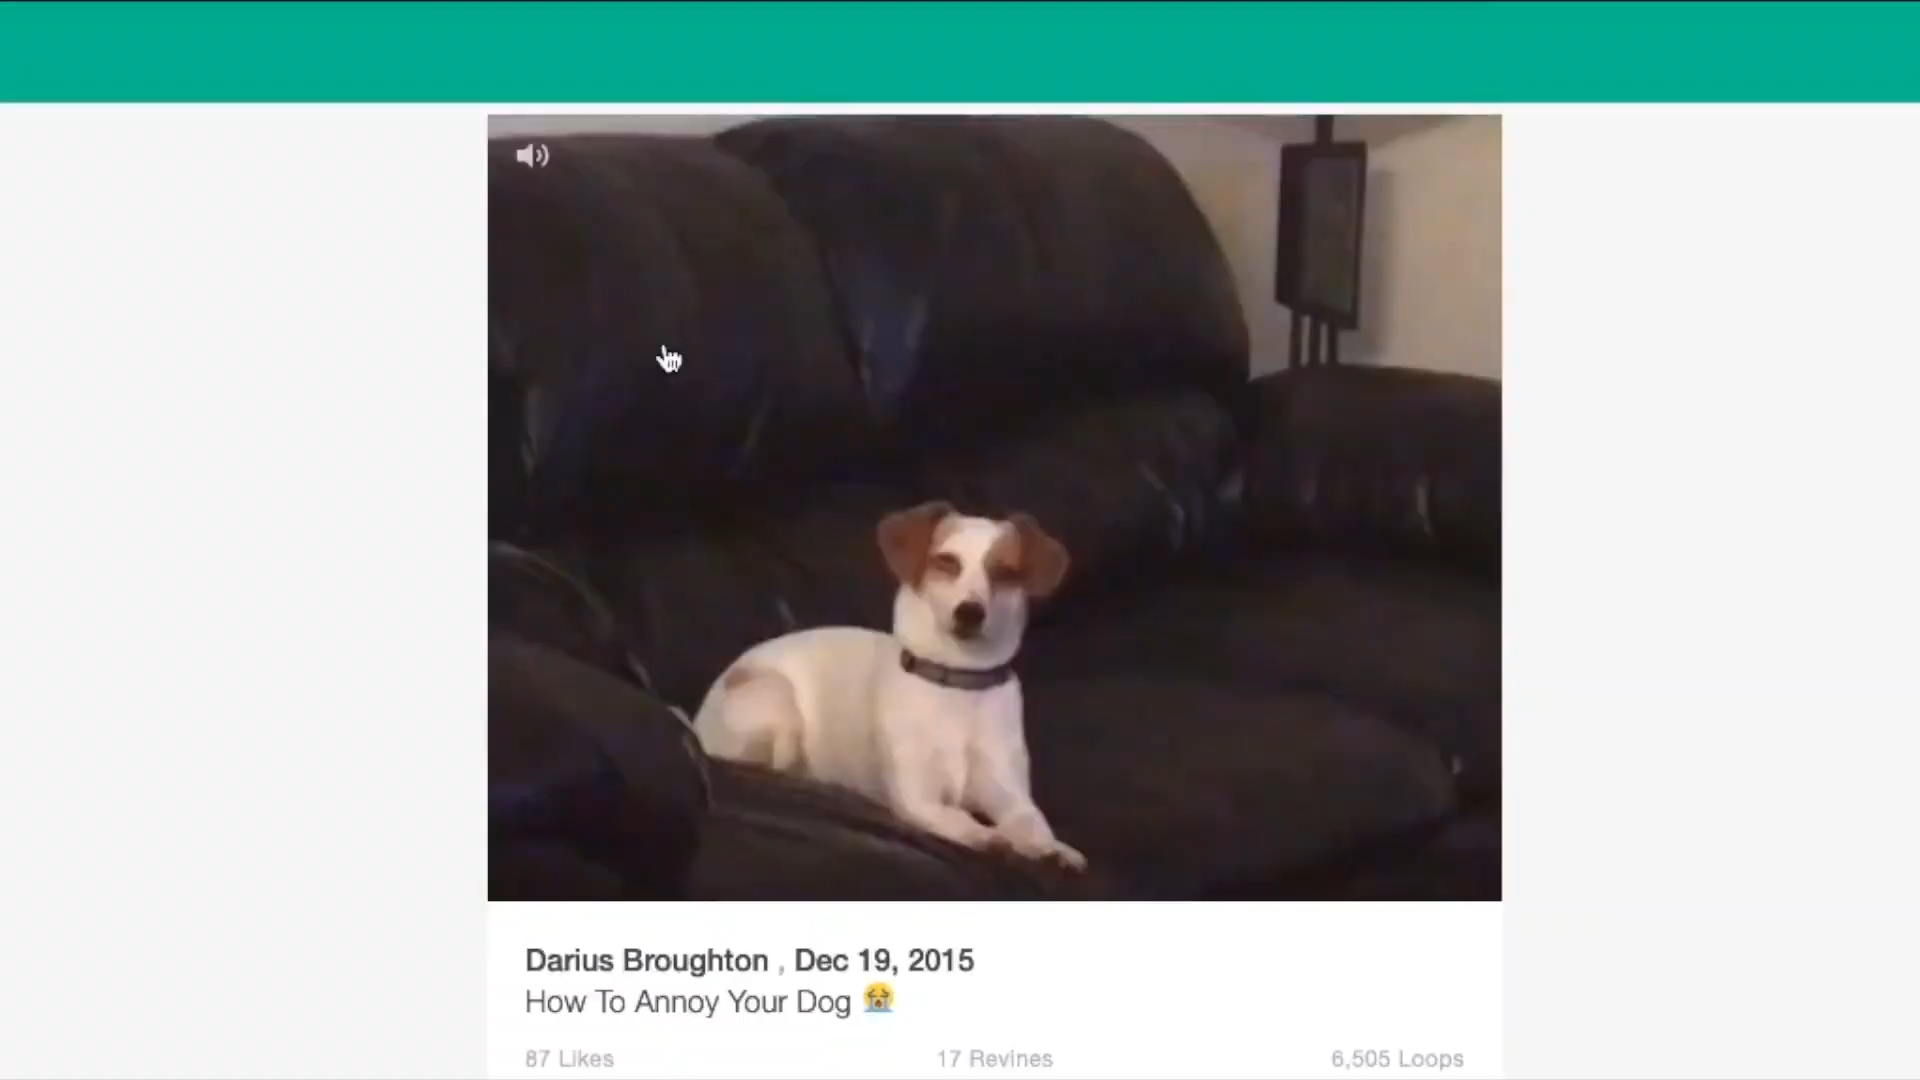 Darius Broughton , Dec 19, 2015
How To Annoy Your Dog 😭
87 Likes 17 Revines 6,505 Loops